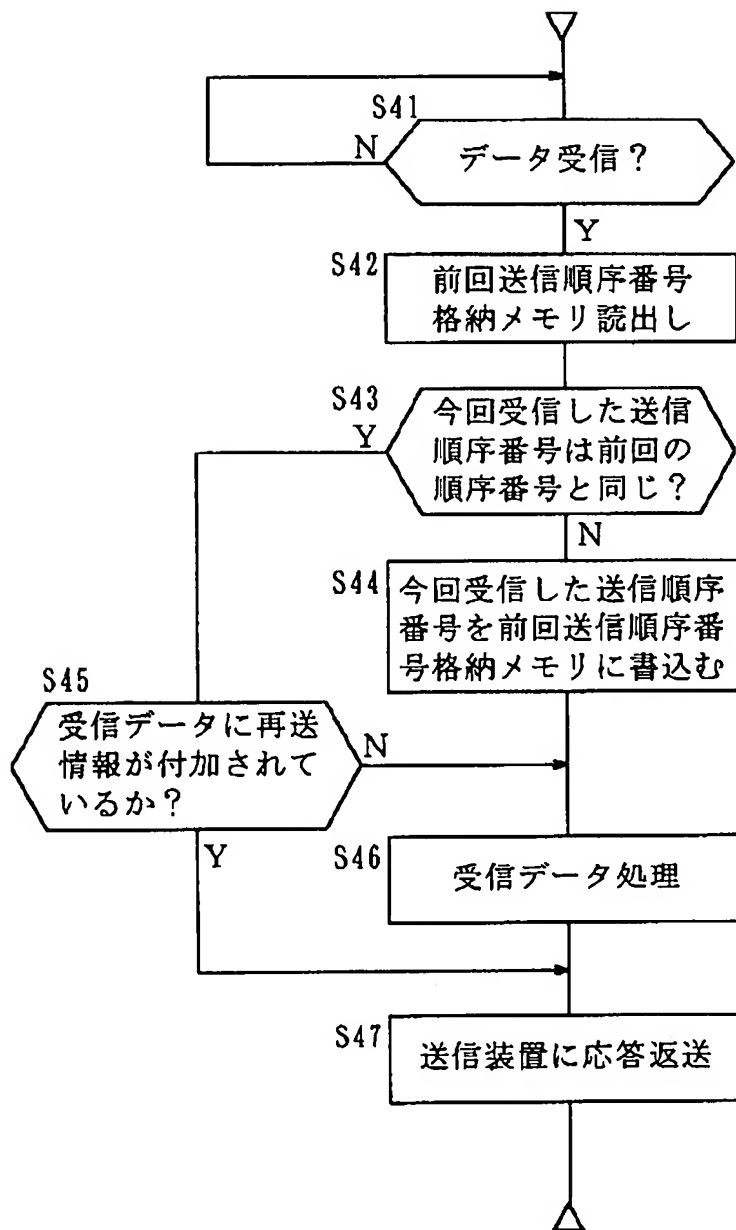 S41
N
データ受信?
Y
S42
前回送信順序番号
格納メモリ読出し
S43
Y
今回受信した送信
順序番号は前回の
順序番号と同じ?
N
S44
今回受信した送信順序
番号を前回送信順序番
号格納メモリに書込む
S45
受信データに再送
情報が付加されて
いるか?
N
Y
S46
受信データ処理
S47
送信装置に応答返送